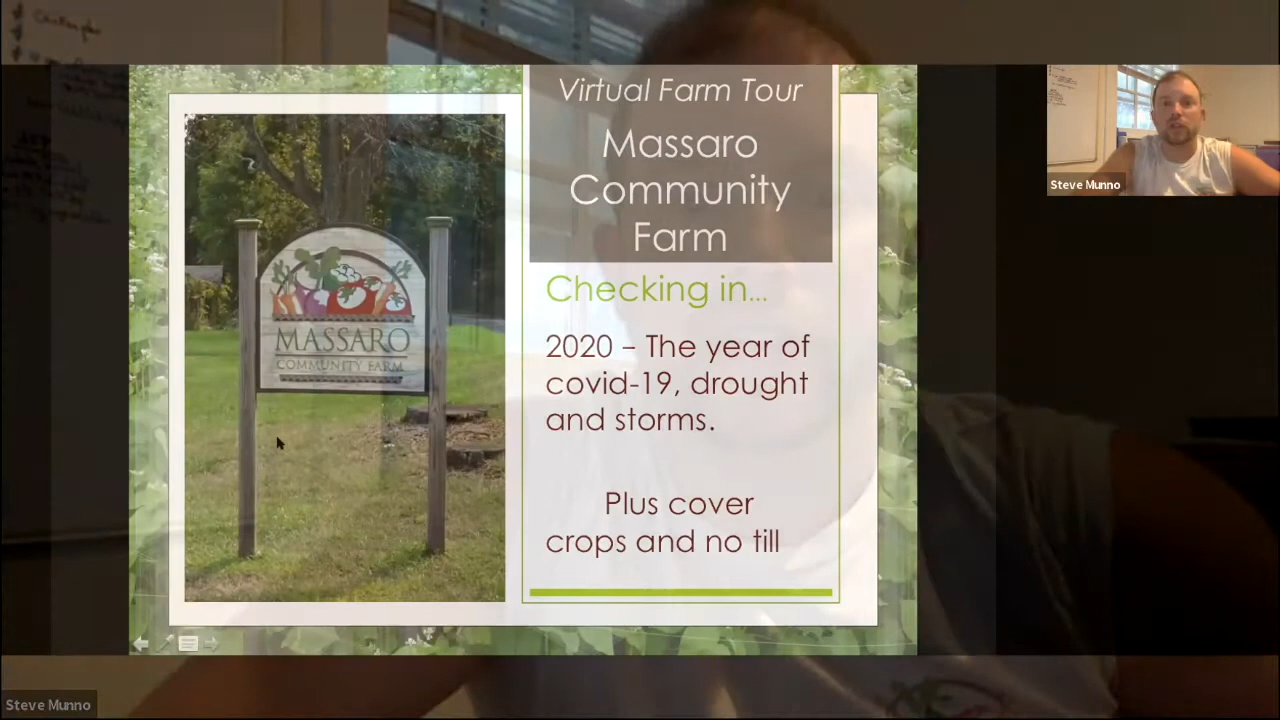 Virtual Farm Tour
Massaro
Community
Farm
Checking in...
2020 – The year of
covid-19, drought
and storms.
Plus cover
crops and no till
MASSARO
COMMUNITY FARM
Steve Munno
Steve Munno